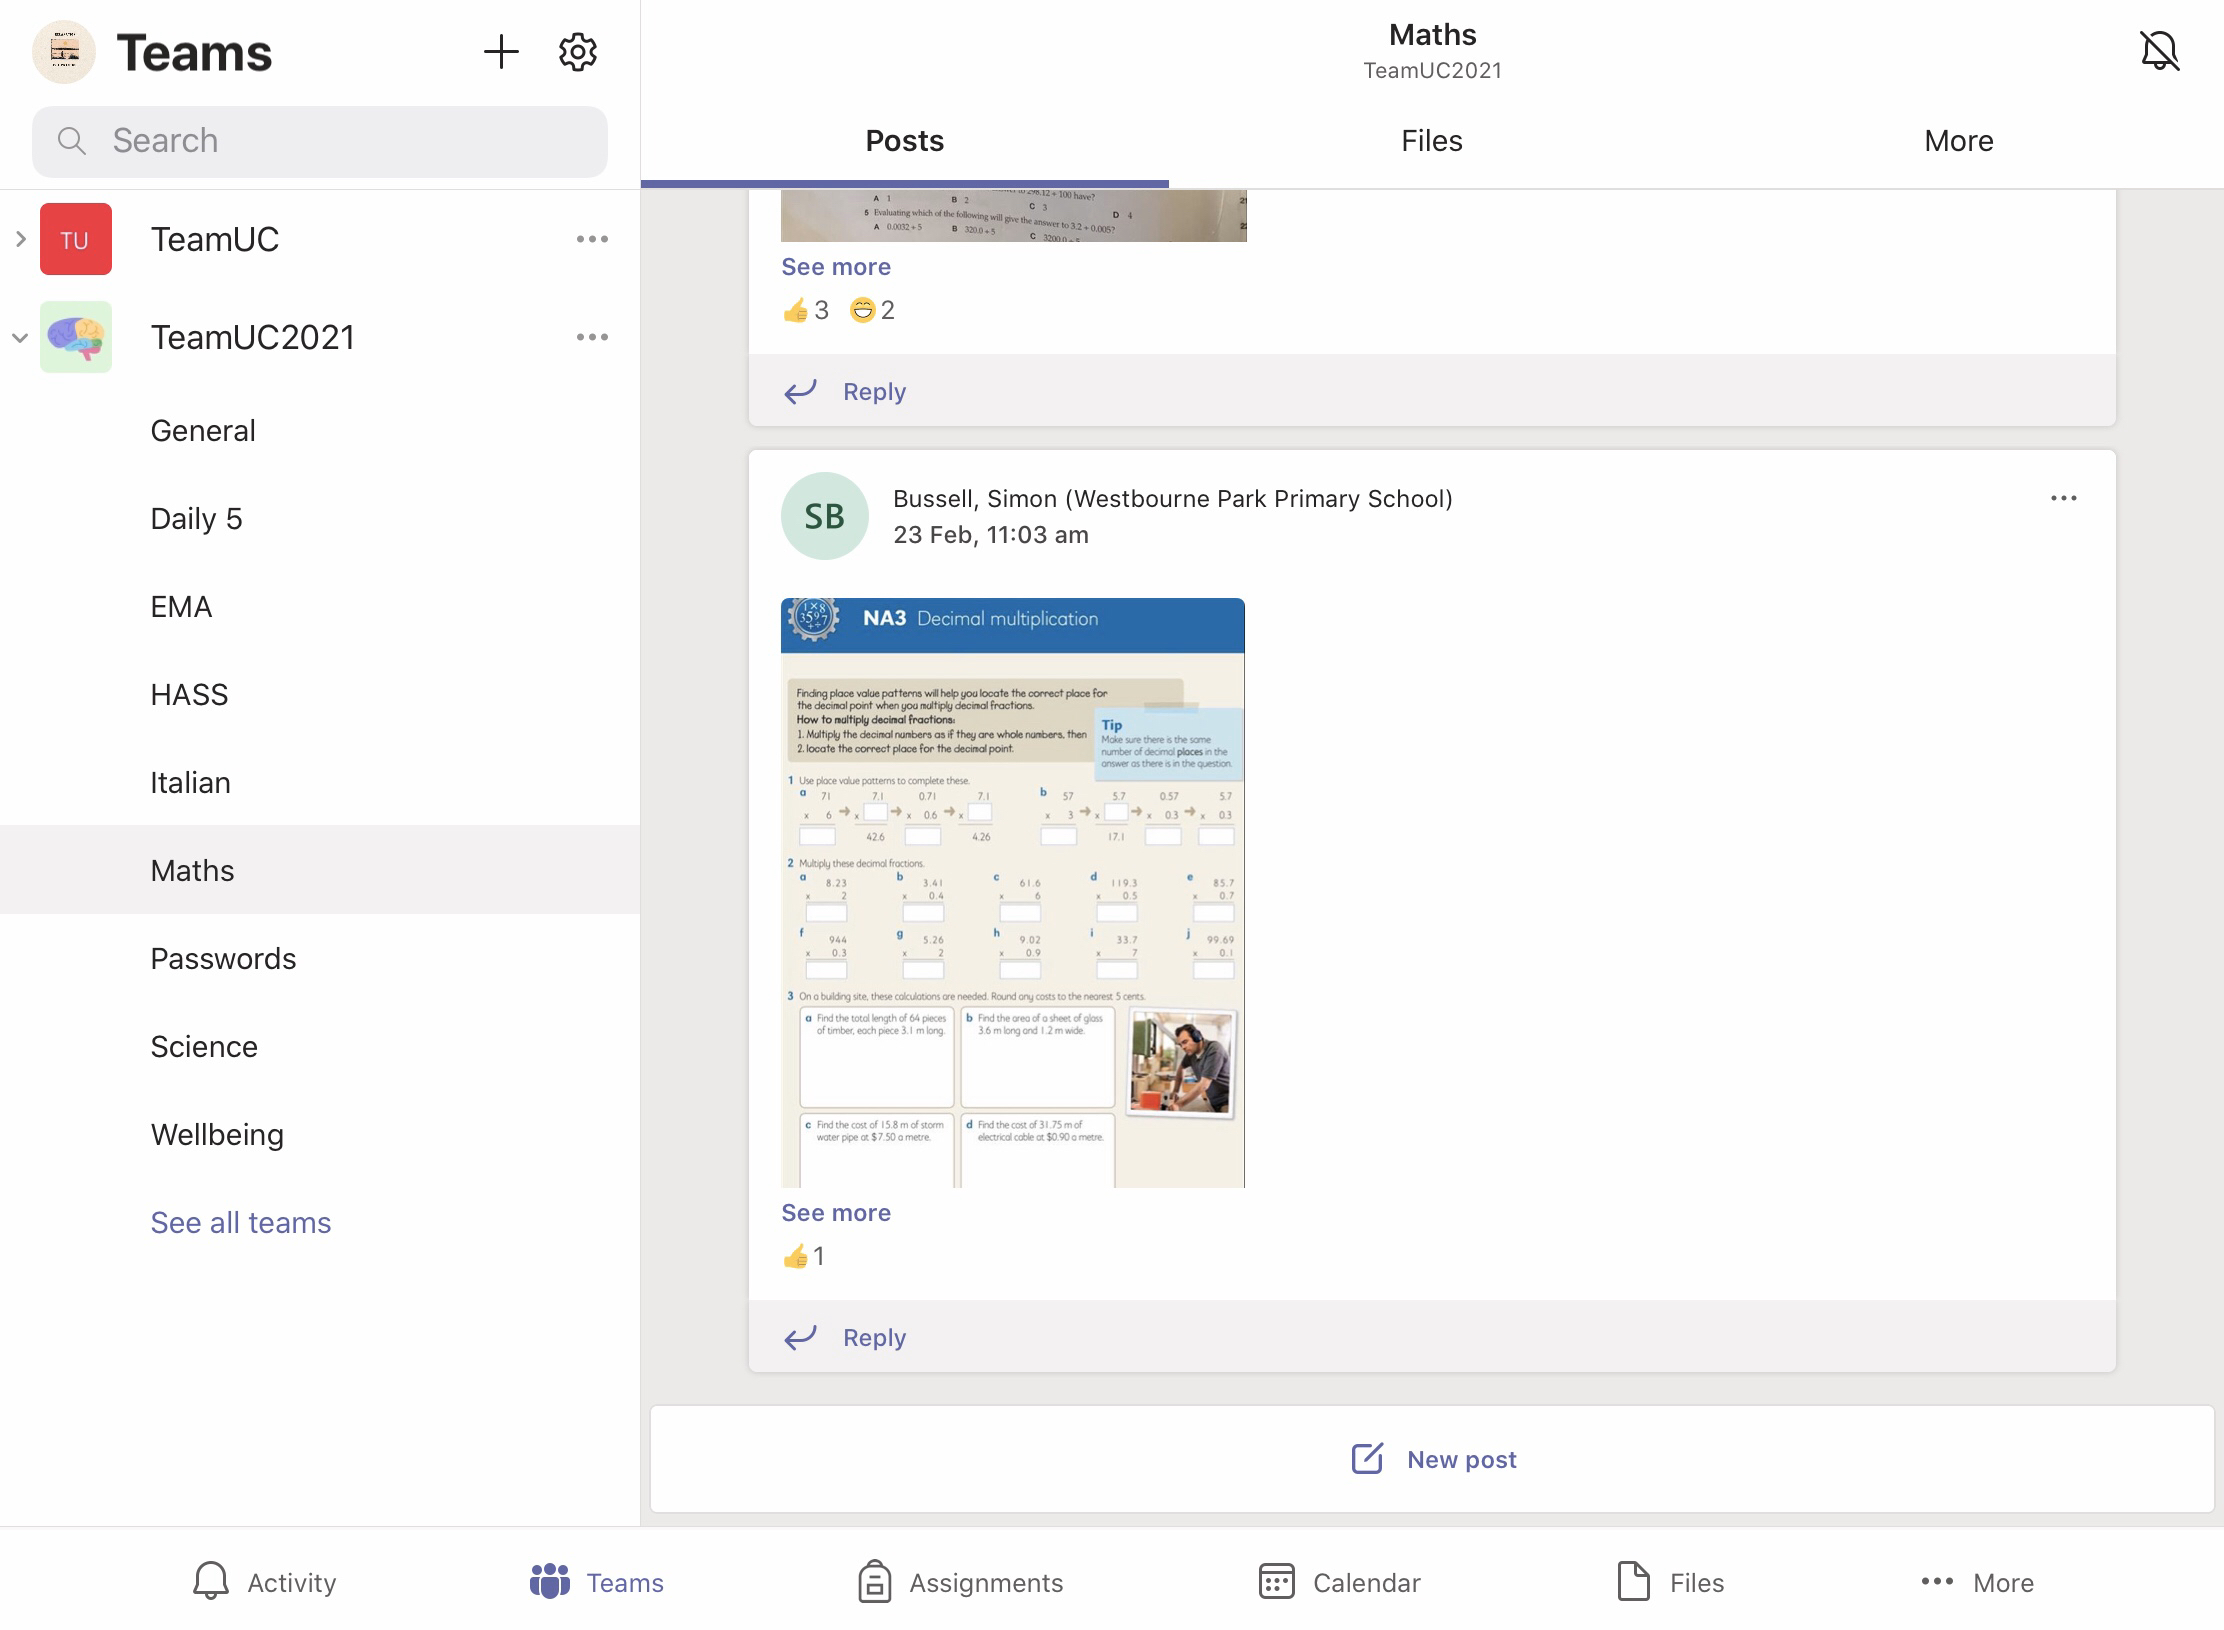 Teams
Search
TU
TeamUC
TeamUC2021
General
Daily 5
EMA
HASS
Italian
Maths
Passwords
Science
Wellbeing
See all teams
Maths
TeamUC2021
Posts
Files
More
298.12 ÷ 100 have?
A 1 B 2 C 3 D 4
5 Evaluating which of the following will give the answer to 3.2 ÷ 0.005?
A 0.0032 ÷ 5 B 320.0 ÷ 5 C 3200.0 ÷ 5
See more
3 2
Reply
SB
Bussell, Simon (Westbourne Park Primary School)
23 Feb, 11:03 am
NA3 Decimal multiplication
Finding place value patterns will help you locate the correct place for
the decimal point when you multiply decimal fractions.
How to multiply decimal fractions:
1. Multiply the decimal numbers as if they are whole numbers, then
2. locate the correct place for the decimal point.
Tip
Make sure there is the same
number of decimal places in the
answer as there is in the question.
1 Use place value patterns to complete these.
a 71 7.1 0.71 7.1
x 6 x x 0.6 x
42.6 4.26
b 57 5.7 0.57 5.7
x 3 x x 0.3 x 0.3
17.1
2 Multiply these decimal fractions.
a 8.23 b 3.41 c 61.6 d 119.3 e 85.7
x 2 x 0.4 x 6 x 0.5 x 0.7
f 944 g 5.26 h 9.02 i 33.7 j 99.69
x 0.3 x 2 x 0.9 x 7 x 0.1
3 On a building site, these calculations are needed. Round any costs to the nearest 5 cents.
a Find the total length of 64 pieces
of timber, each piece 3.1 m long.
b Find the area of a sheet of glass
3.6 m long and 1.2 m wide.
c Find the cost of 15.8 m of storm
water pipe at $7.50 a metre.
d Find the cost of 31.75 m of
electrical cable at $0.90 a metre.
See more
1
Reply
New post
Activity
Teams
Assignments
Calendar
Files
More